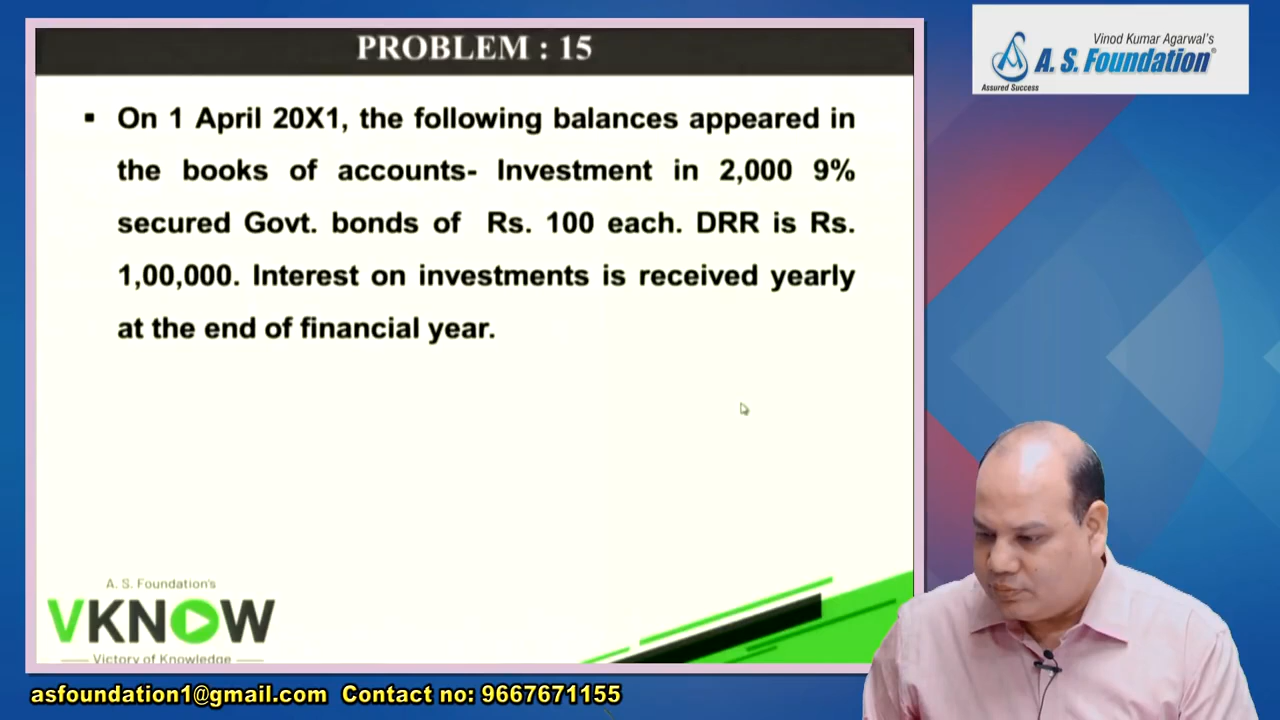 PROBLEM : 15
Vinod Kumar Agarwal's
A. S. Foundation®
Assured Success
▪ On 1 April 20X1, the following balances appeared in
the books of accounts- Investment in 2,000 9%
secured Govt. bonds of Rs. 100 each. DRR is Rs.
1,00,000. Interest on investments is received yearly
at the end of financial year.
A. S. Foundation's
VKNOW
Victory of Knowledge
asfoundation1@gmail.com Contact no: 9667671155